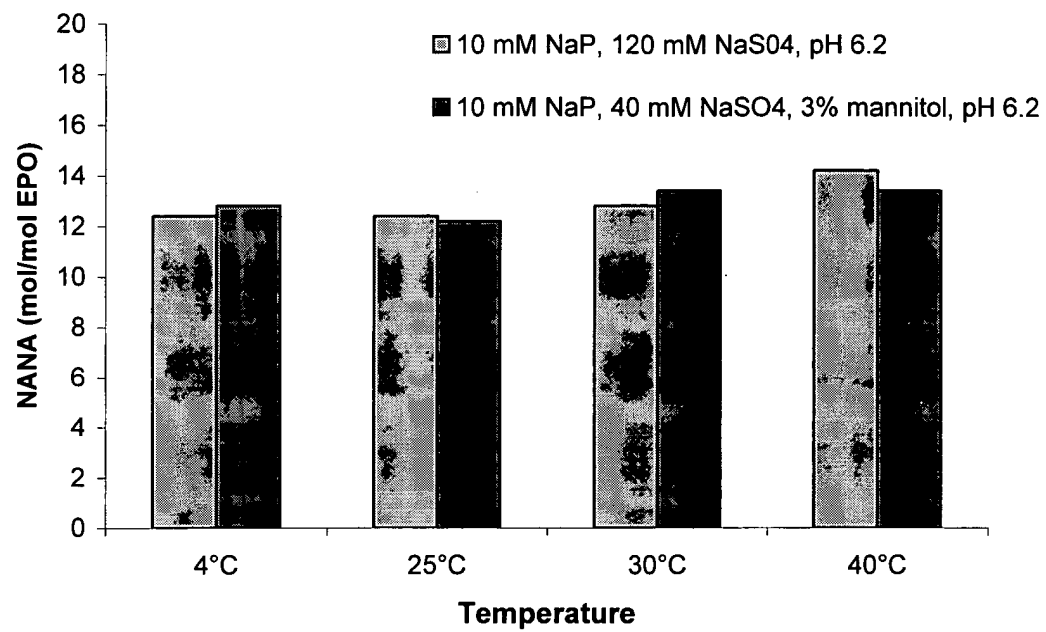 20
18
16
14
12
10
8
6
4
2
0
NANA (mol/mol EPO)
10 mM NaP, 120 mM NaS04, pH 6.2
10 mM NaP, 40 mM NaSO4, 3% mannitol, pH 6.2
4°C 25°C 30°C 40°C
Temperature